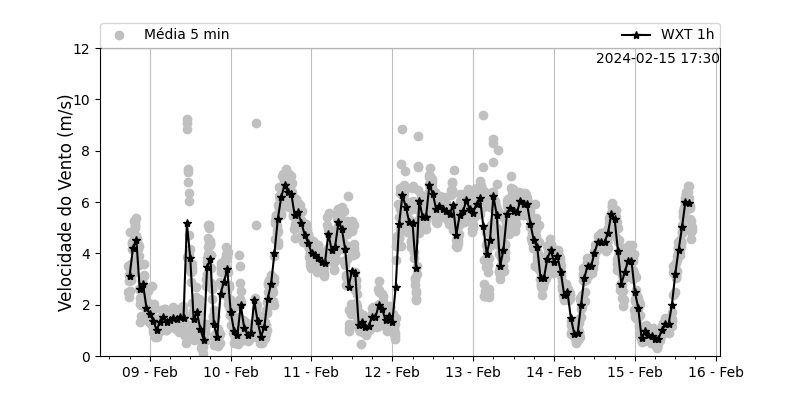 Média 5 min
WXT 1h
2024-02-15 17:30
Velocidade do Vento (m/s)
12
10
8
6
4
2
0
09 - Feb
10 - Feb
11 - Feb
12 - Feb
13 - Feb
14 - Feb
15 - Feb
16 - Feb